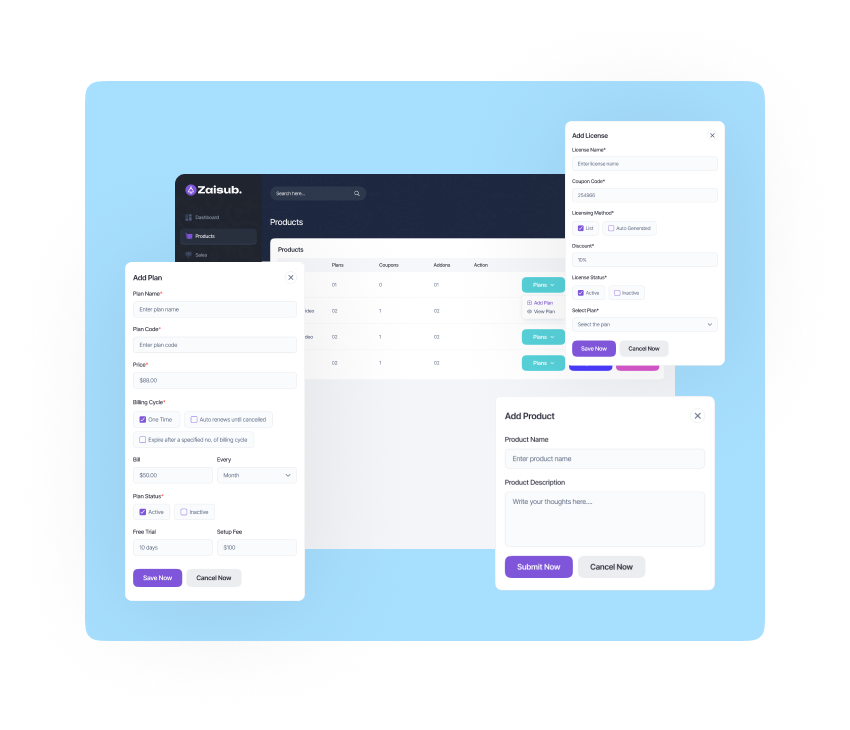 Zaisub.
Search here...
Dashboard
Products
Sales
Products
Products
Plans Coupons Addons Action
01 0 01 Plans
Add Plan
View Plan
02 1 02
02 1 02 Plans
02 1 02 Plans
Add License
License Name*
Enter license name
Coupon Code*
254966
Licensing Method*
List Auto Generated
Discount*
10%
License Status*
Active Inactive
Select Plan*
Select the plan
Save Now Cancel Now
Add Plan
Plan Name*
Enter plan name
Plan Code*
Enter plan code
Price*
$88.00
Billing Cycle*
One Time Auto renews until cancelled
Expire after a specified no. of billing cycle
Bill Every
$50.00 Month
Plan Status*
Active Inactive
Free Trial Setup Fee
10 days $100
Save Now Cancel Now
Add Product
Product Name
Enter product name
Product Description
Write your thoughts here....
Submit Now Cancel Now